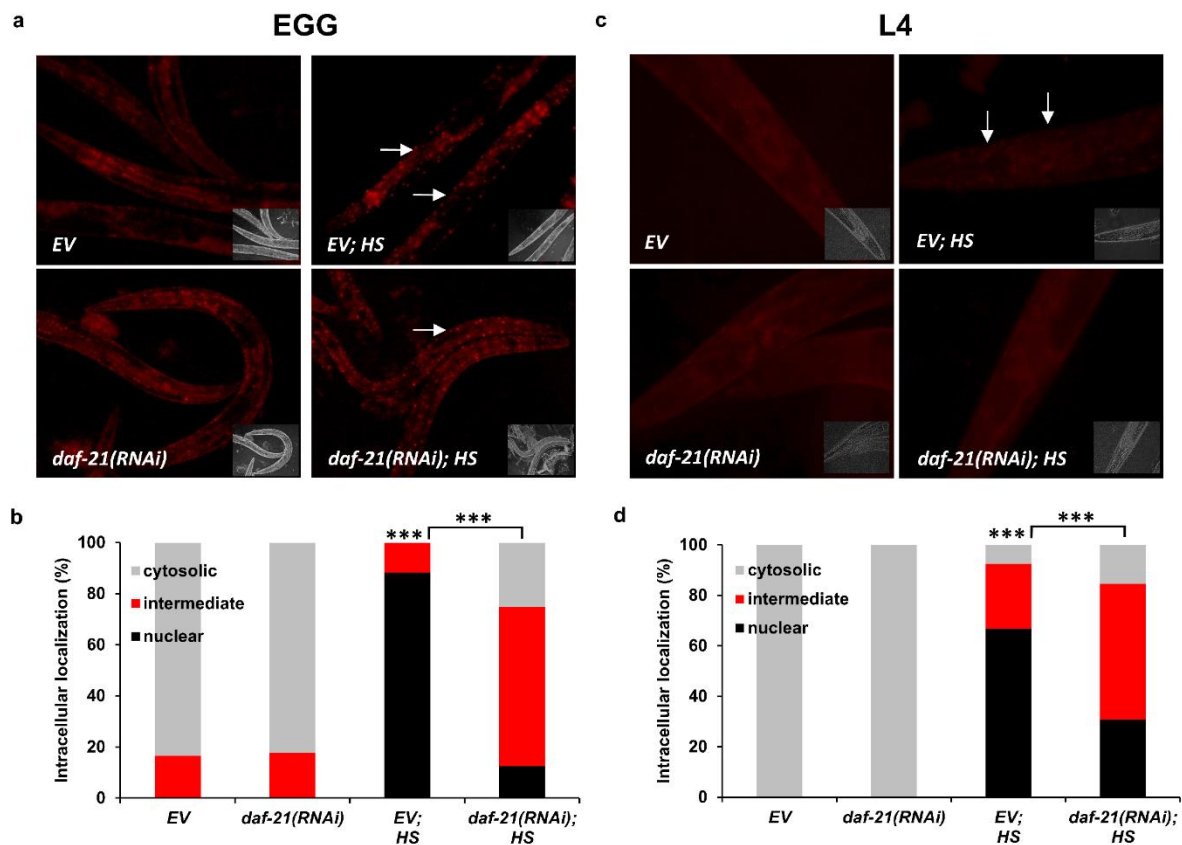 a
EGG
c
L4
EV
EV; HS
EV
EV; HS
daf-21(RNAi)
daf-21(RNAi); HS
daf-21(RNAi)
daf-21(RNAi); HS
b
Intracellular localization (%)
100
80
60
40
20
0
cytosolic
intermediate
nuclear
***
***
EV
daf-21(RNAi)
EV;
HS
daf-21(RNAi);
HS
d
Intracellular localization (%)
100
80
60
40
20
0
cytosolic
intermediate
nuclear
***
***
EV
daf-21(RNAi)
EV;
HS
daf-21(RNAi);
HS